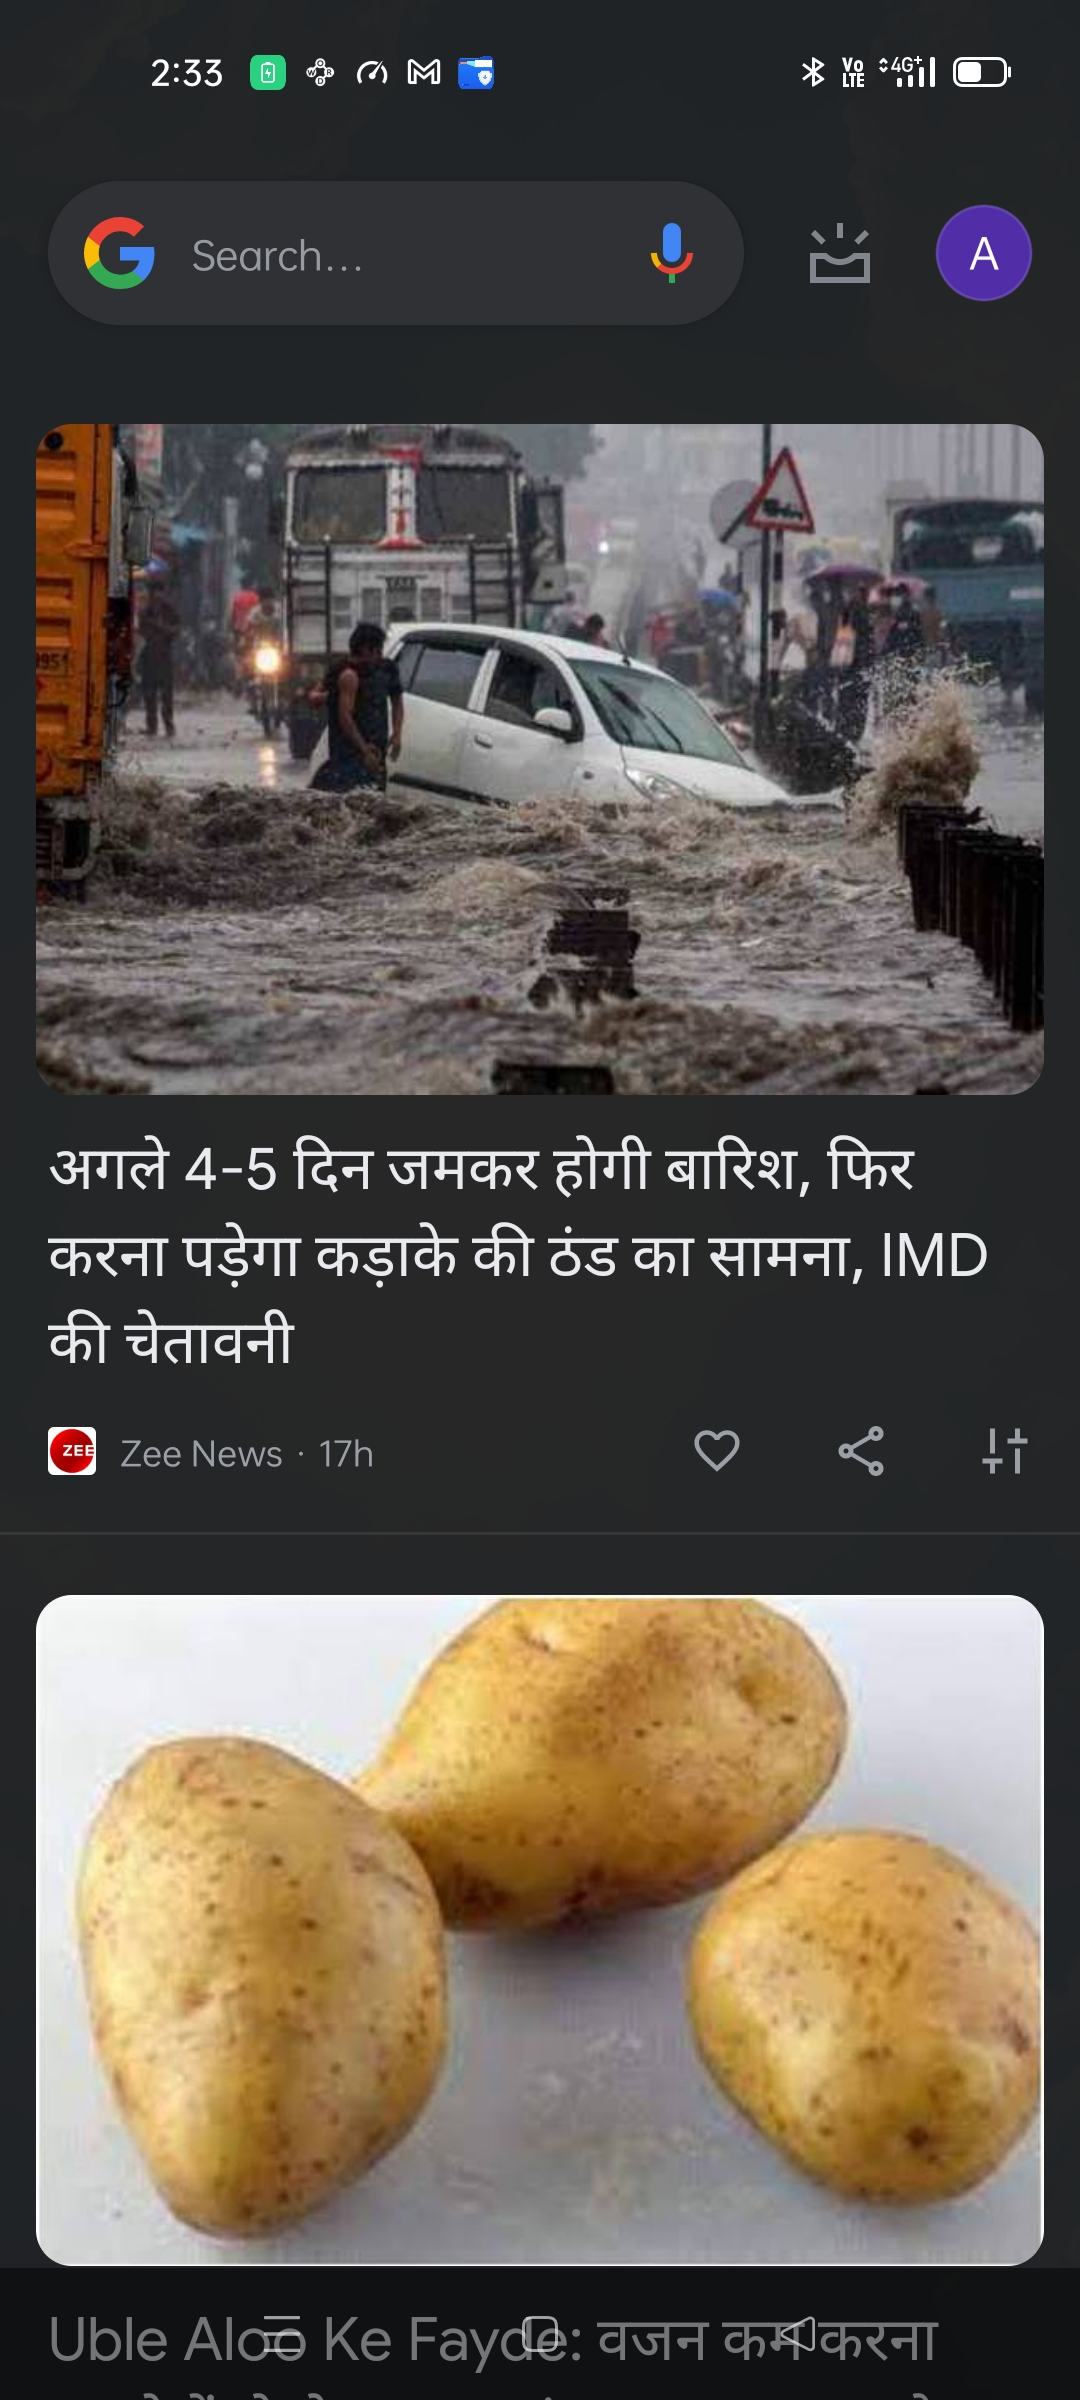 2:33
Vo
LTE
4G+
Search...
A
अगले 4-5 दिन जमकर होगी बारिश, फिर
करना पड़ेगा कड़ाके की ठंड का सामना, IMD
की चेतावनी
ZEE
Zee News · 17h
Uble Aloo Ke Fayde: वजन कम करना